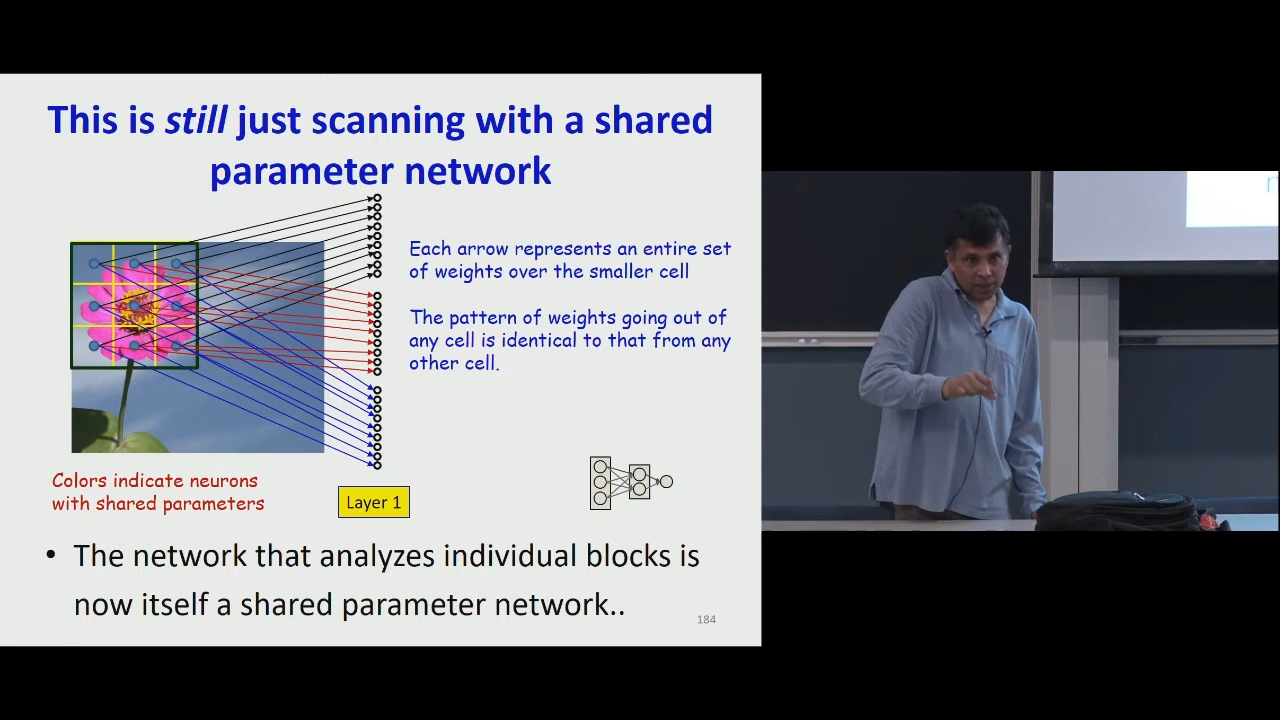 This is still just scanning with a shared
parameter network
Each arrow represents an entire set
of weights over the smaller cell
The pattern of weights going out of
any cell is identical to that from any
other cell.
Colors indicate neurons
with shared parameters
Layer 1
• The network that analyzes individual blocks is
now itself a shared parameter network..
184